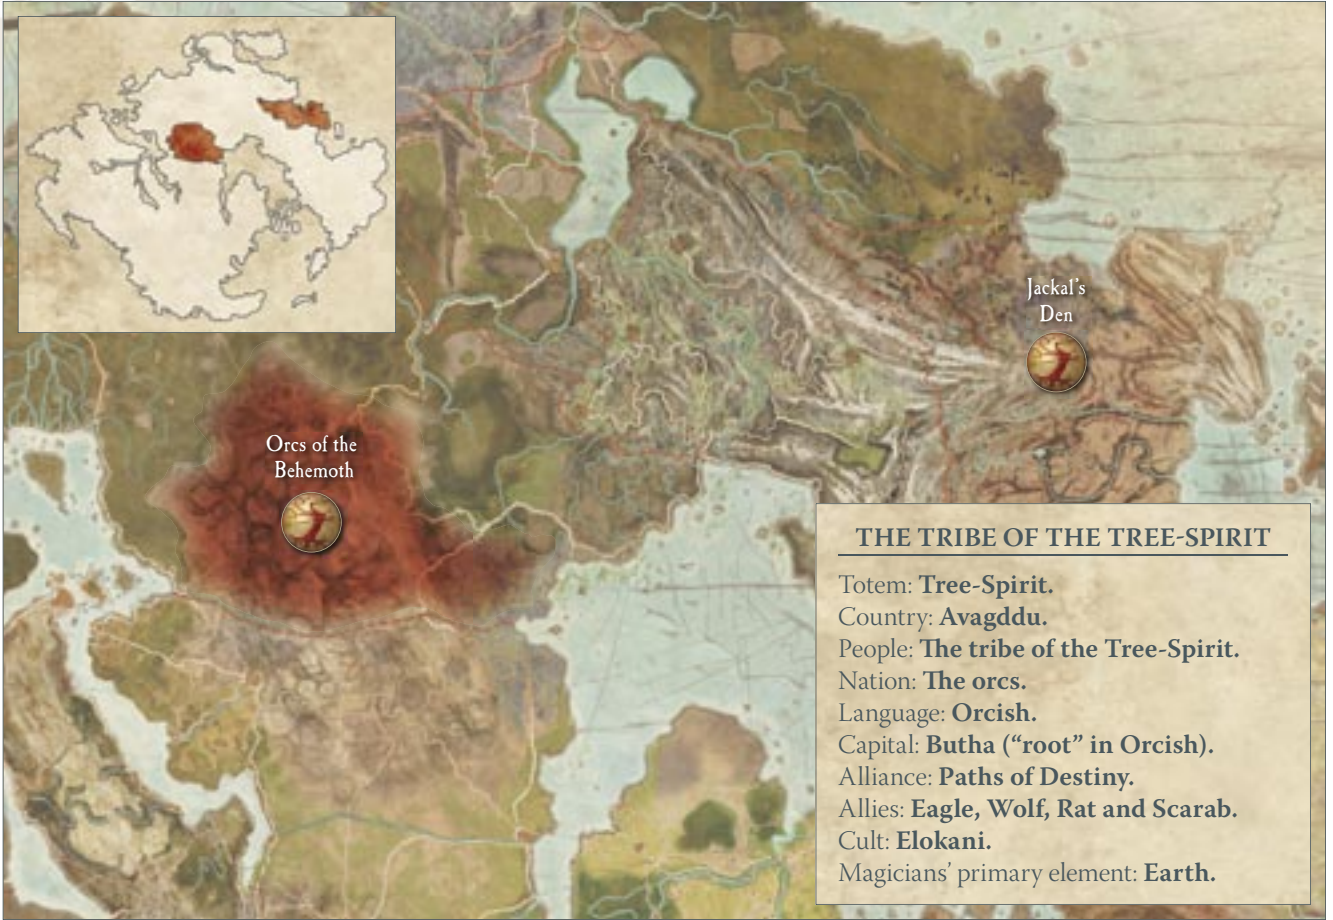 Jackal's
Den
Orcs of the
Behemoth
THE TRIBE OF THE TREE-SPIRIT
Totem: Tree-Spirit.
Country: Avagddu.
People: The tribe of the Tree-Spirit.
Nation: The orcs.
Language: Orcish.
Capital: Butha (“root” in Orcish).
Alliance: Paths of Destiny.
Allies: Eagle, Wolf, Rat and Scarab.
Cult: Elokani.
Magicians’ primary element: Earth.